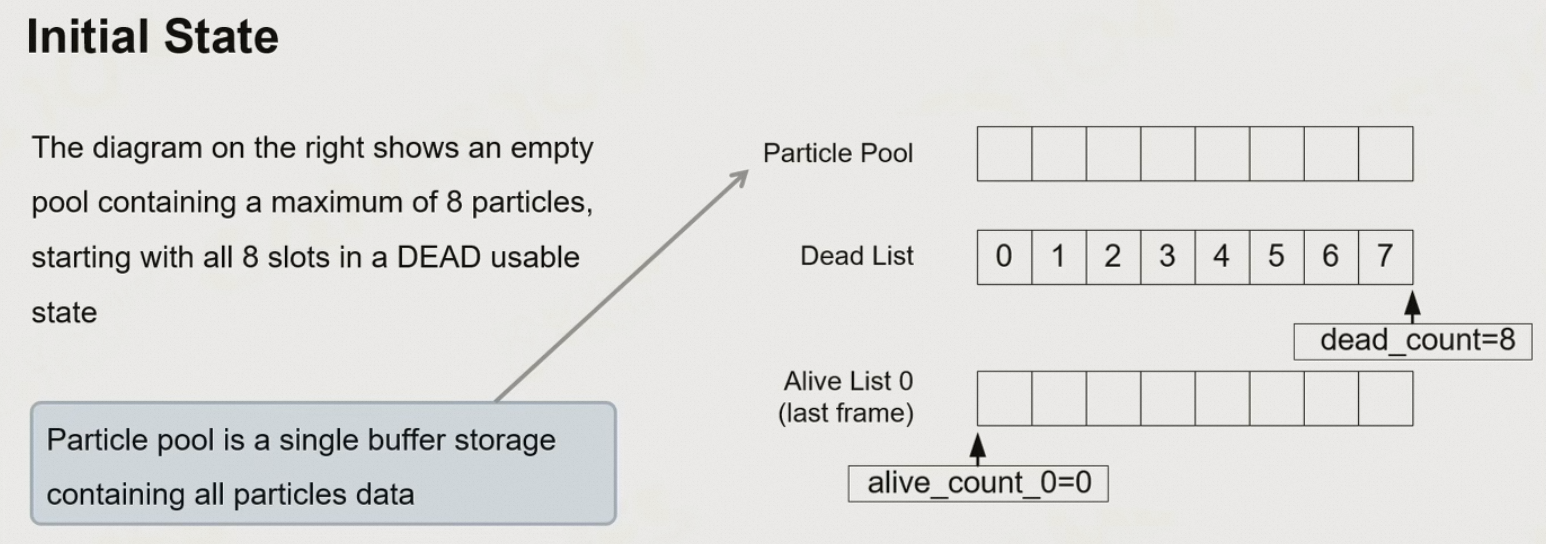 Initial State
The diagram on the right shows an empty
pool containing a maximum of 8 particles,
starting with all 8 slots in a DEAD usable
state
Particle pool is a single buffer storage
containing all particles data
Particle Pool
Dead List
0 1 2 3 4 5 6 7
dead_count=8
Alive List 0
(last frame)
alive_count_0=0